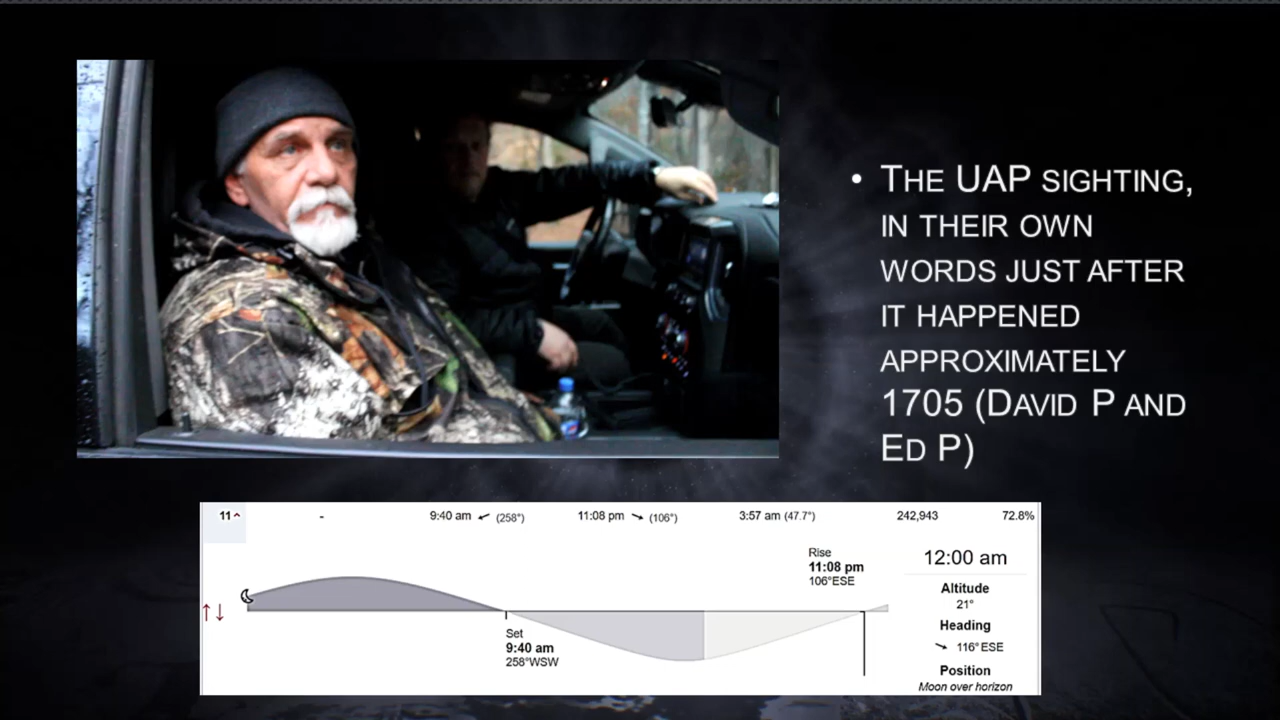 • The UAP sighting,
in their own
words just after
it happened
approximately
1705 (David P and
Ed P)
11 ^ - 9:40 am ↙ (258°) 11:08 pm ↘ (106°) 3:57 am (47.7°) 242,943 72.8%
Rise
11:08 pm
106°ESE
Set
9:40 am
258°WSW
12:00 am
Altitude
21°
Heading
↘ 116°ESE
Position
Moon over horizon